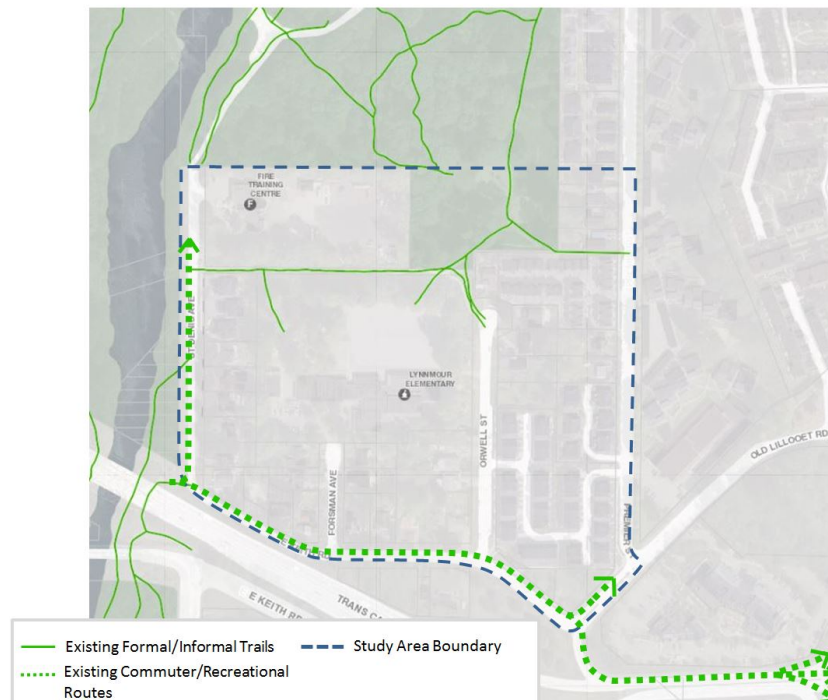 FIRE
TRAINING
CENTRE
F
LYNNMOUR
ELEMENTARY
ORWELL ST
FORSMAN AVE
OLD LILLOOET RD
E KEITH RD
TRANS CA
Existing Formal/Informal Trails
Study Area Boundary
Existing Commuter/Recreational
Routes